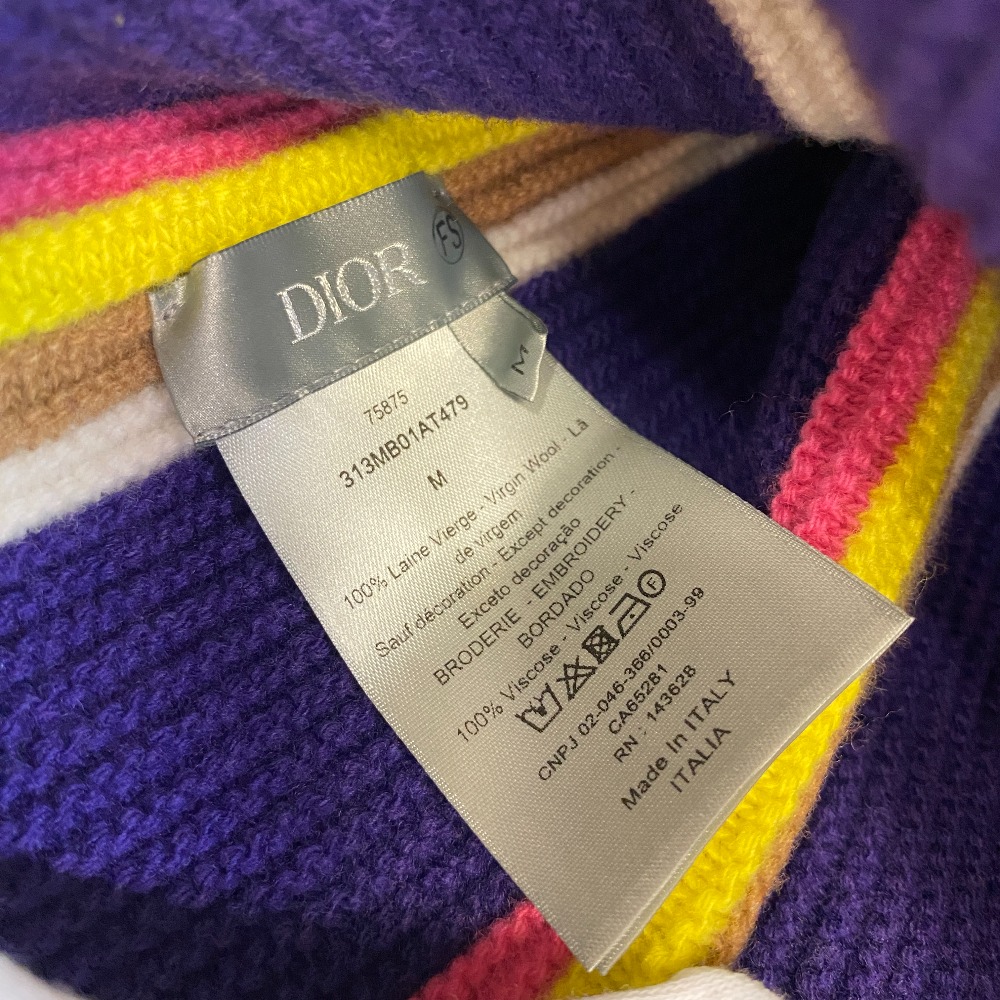 DIOR
FS
M
75875
313MB01AT479
M
100% Laine Vierge - Virgin Wool - Lã
de virgem
Sauf décoration - Except decoration -
Exceto decoração
BRODERIE - EMBROIDERY -
BORDADO
100% Viscose - Viscose - Viscose
F
CNPJ 02-046-366/0003-99
CA65281
RN : 143628
Made In ITALY
ITALIA